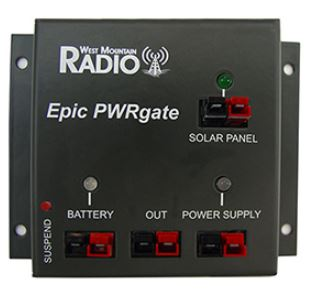 WEST MOUNTAIN
RADIO
Epic PWRgate
SOLAR PANEL
BATTERY OUT POWER SUPPLY
SUSPEND